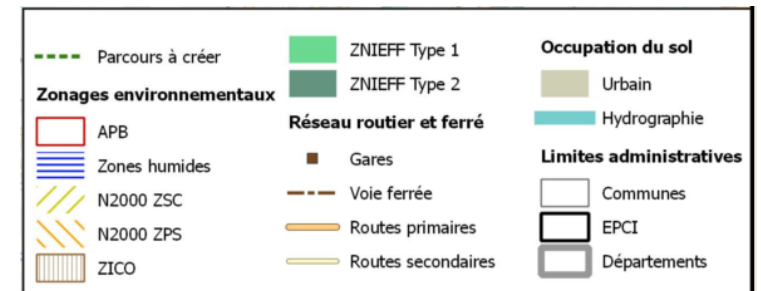 Parcours à créer
Zonages environnementaux
APB
Zones humides
N2000 ZSC
N2000 ZPS
ZICO
ZNIEFF Type 1
ZNIEFF Type 2
Réseau routier et ferré
Gares
Voie ferrée
Routes primaires
Routes secondaires
Occupation du sol
Urbain
Hydrographie
Limites administratives
Communes
EPCI
Départements